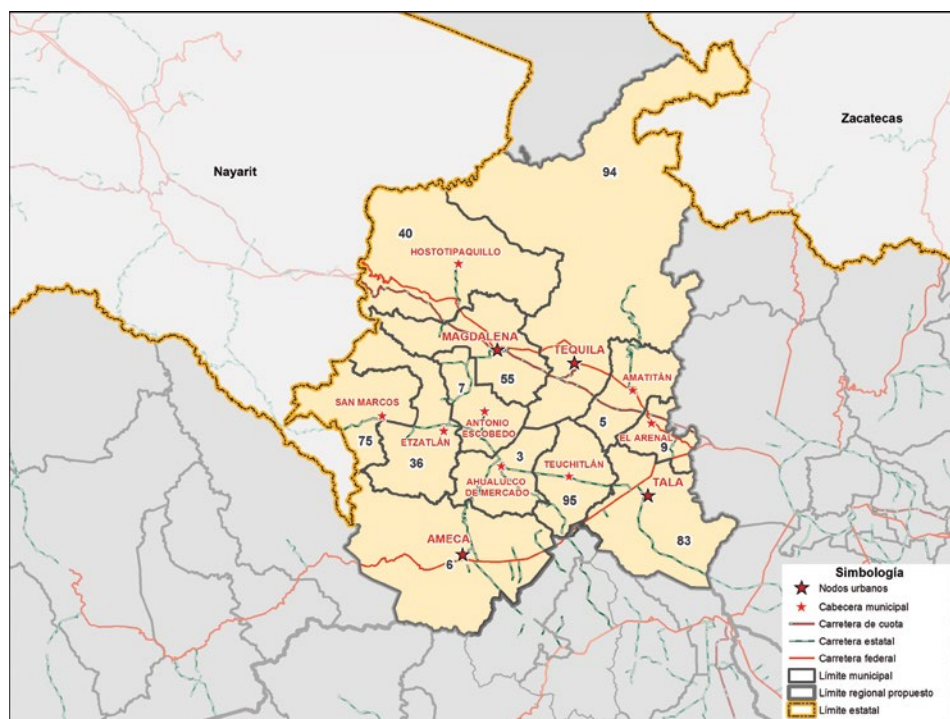 Zacatecas
Nayarit
94
40
HOSTOTIPAQUILLO
MAGDALENA
TEQUILA
55
7
AMATITÁN
SAN MARCOS
ANTONIO
ESCOBEDO
5
EL ARENAL
75
ETZATLÁN
36
3
9
TEUCHITLÁN
AHUALULCO
DE MERCADO
TALA
95
AMECA
6
83
Simbología
Nodos urbanos
Cabecera municipal
Carretera de cuota
Carretera estatal
Carretera federal
Límite municipal
Límite regional propuesto
Límite estatal